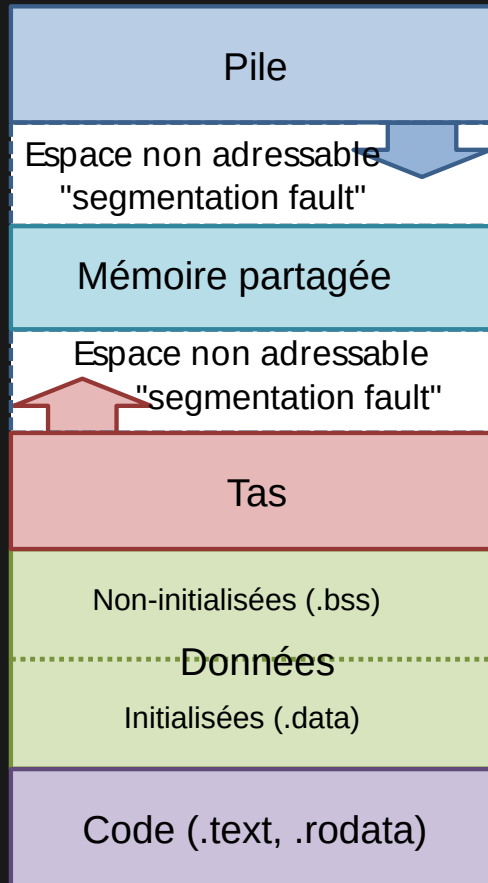 Pile
Espace non adressable
"segmentation fault"
Mémoire partagée
Espace non adressable
"segmentation fault"
Tas
Non-initialisées (.bss)
Données
Initialisées (.data)
Code (.text, .rodata)